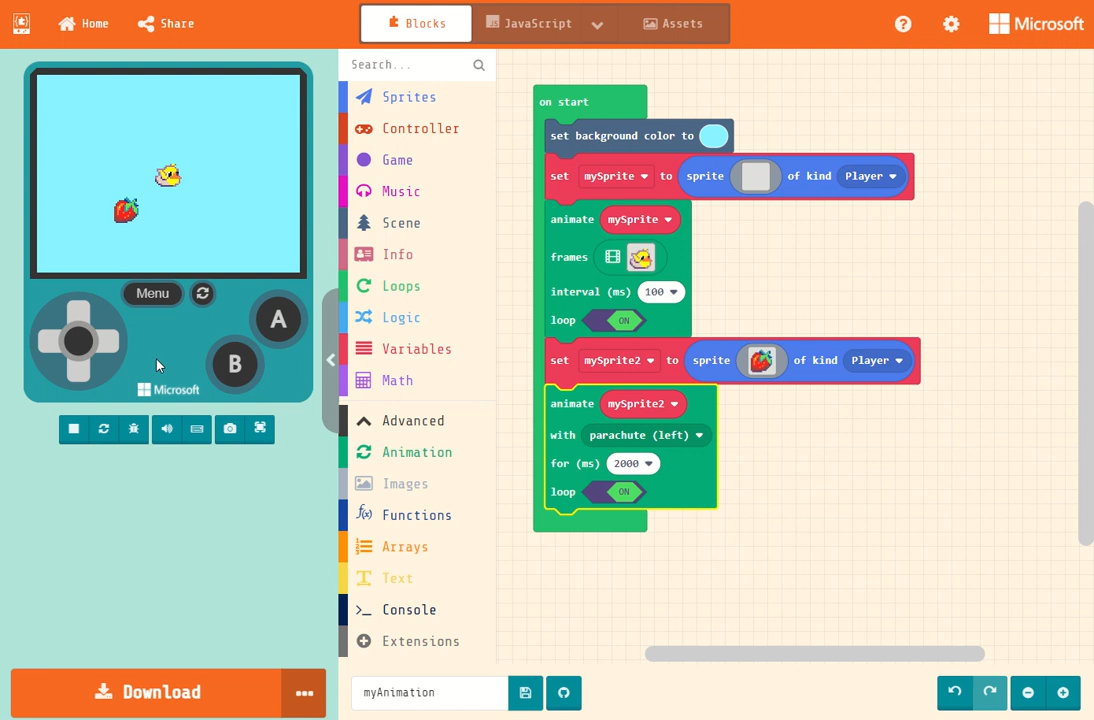 Home
Share
Blocks
JavaScript
Assets
Microsoft
Menu
A
B
Microsoft
Download
Search...
Sprites
Controller
Game
Music
Scene
Info
Loops
Logic
Variables
Math
Advanced
Animation
Images
Functions
Arrays
Text
Console
Extensions
on start
set background color to
set mySprite to sprite of kind Player
animate mySprite
frames
interval (ms) 100
loop ON
set mySprite2 to sprite of kind Player
animate mySprite2
with parachute (left)
for (ms) 2000
loop ON
myAnimation